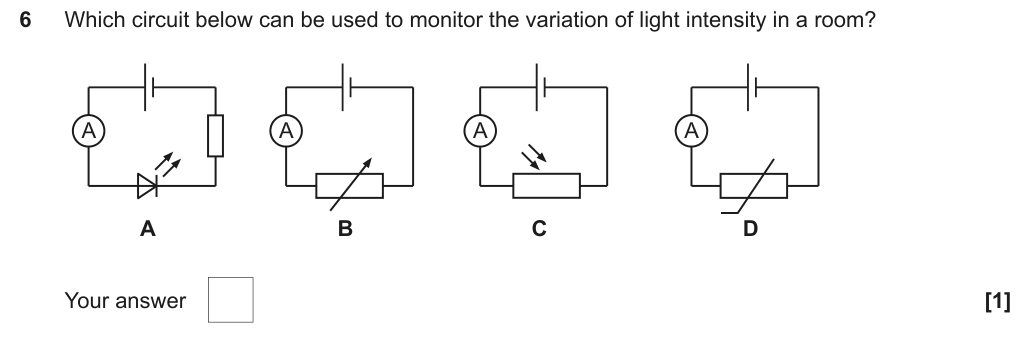 6 Which circuit below can be used to monitor the variation of light intensity in a room?
A A A A
A B C D
Your answer [1]